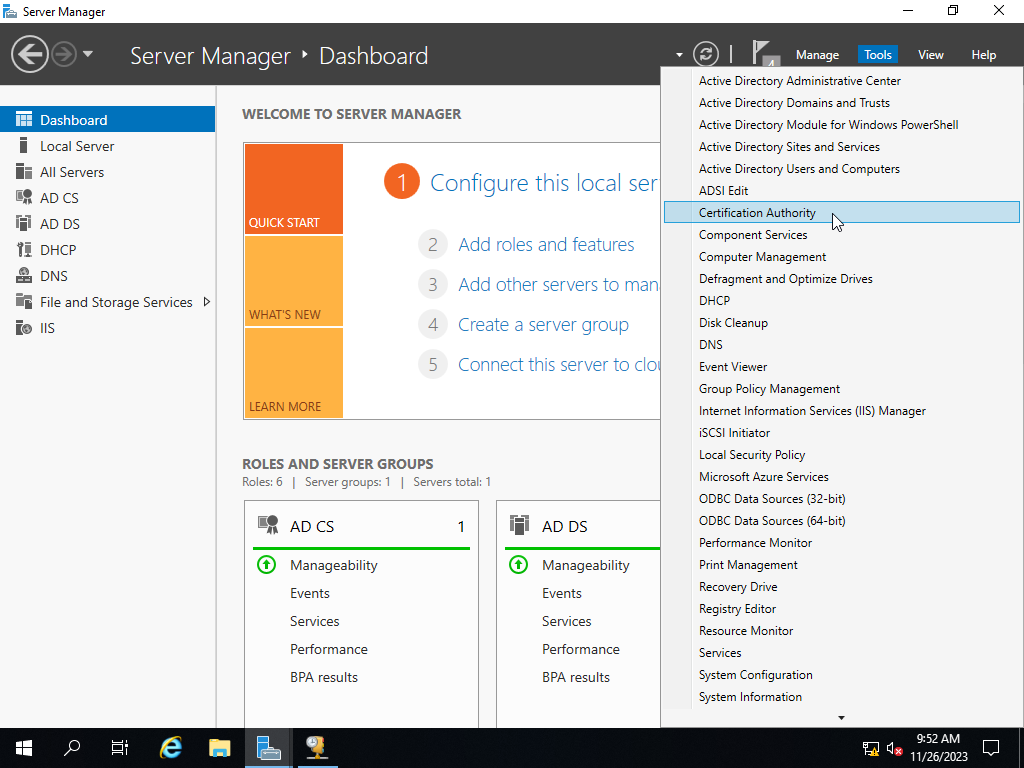 Server Manager
Server Manager ‣ Dashboard
4
Manage
Tools
View
Help
Dashboard
Local Server
All Servers
AD CS
AD DS
DHCP
DNS
File and Storage Services
IIS
WELCOME TO SERVER MANAGER
QUICK START
WHAT'S NEW
LEARN MORE
1 Configure this local ser
2 Add roles and features
3 Add other servers to man
4 Create a server group
5 Connect this server to clou
ROLES AND SERVER GROUPS
Roles: 6 | Server groups: 1 | Servers total: 1
AD CS 1
Manageability
Events
Services
Performance
BPA results
AD DS
Manageability
Events
Services
Performance
BPA results
Active Directory Administrative Center
Active Directory Domains and Trusts
Active Directory Module for Windows PowerShell
Active Directory Sites and Services
Active Directory Users and Computers
ADSI Edit
Certification Authority
Component Services
Computer Management
Defragment and Optimize Drives
DHCP
Disk Cleanup
DNS
Event Viewer
Group Policy Management
Internet Information Services (IIS) Manager
iSCSI Initiator
Local Security Policy
Microsoft Azure Services
ODBC Data Sources (32-bit)
ODBC Data Sources (64-bit)
Performance Monitor
Print Management
Recovery Drive
Registry Editor
Resource Monitor
Services
System Configuration
System Information
9:52 AM
11/26/2023